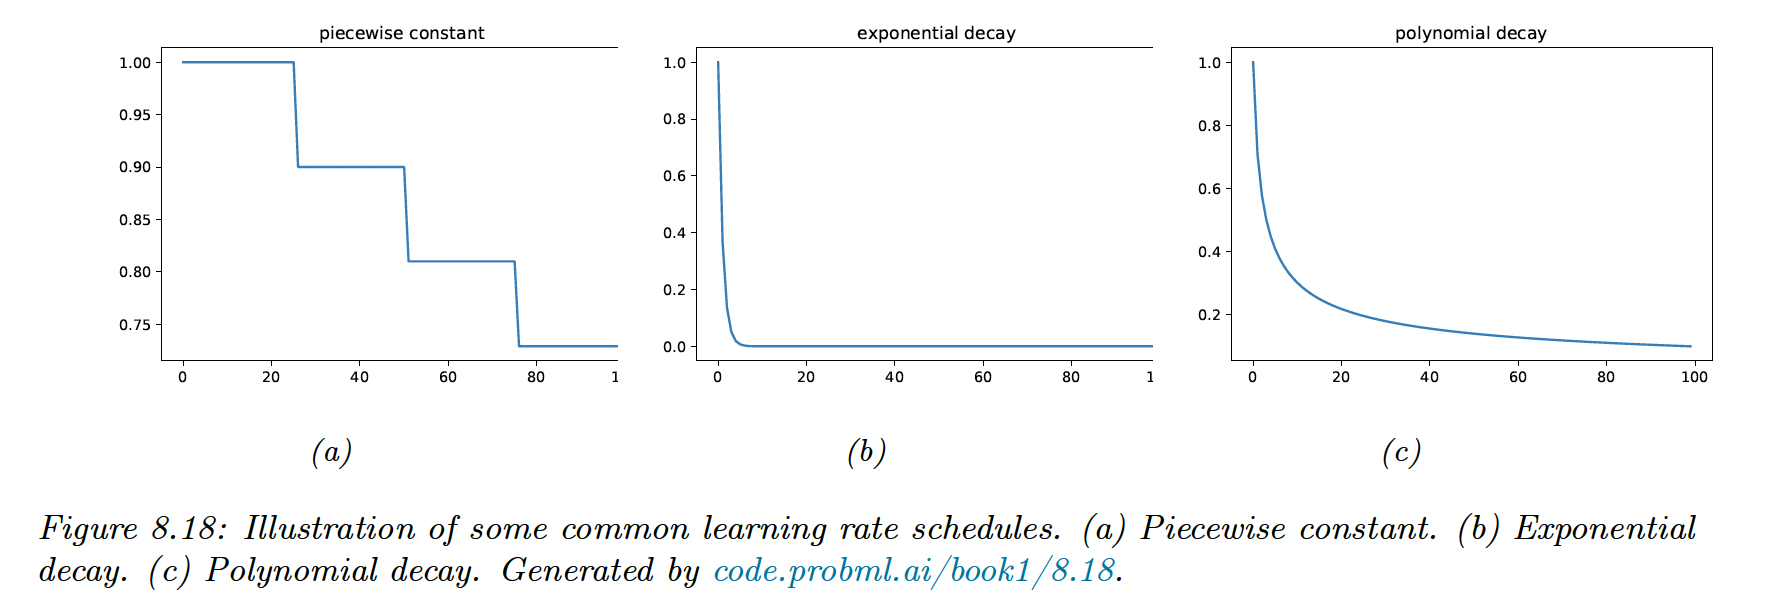 piecewise constant
exponential decay
polynomial decay
1.00
0.95
0.90
0.85
0.80
0.75
0 20 40 60 80 1
1.0
0.8
0.6
0.4
0.2
0.0
0 20 40 60 80 1
1.0
0.8
0.6
0.4
0.2
0 20 40 60 80 100
(a)
(b)
(c)
Figure 8.18: Illustration of some common learning rate schedules. (a) Piecewise constant. (b) Exponential
decay. (c) Polynomial decay. Generated by code.probml.ai/book1/8.18.